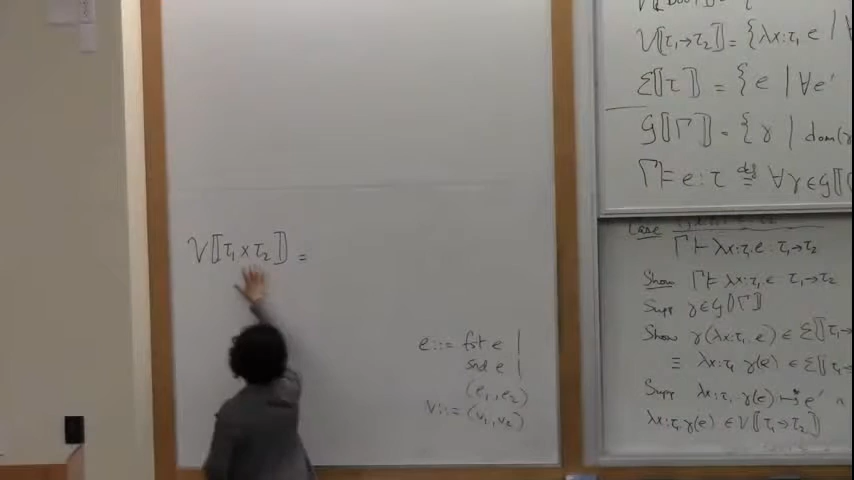 V⟦τ₁×τ₂⟧ =
e::= fst e |
snd e |
(e₁,e₂)
v::= (v₁,v₂)
V⟦τ₁→τ₂⟧ = {λx:τ₁ e | ∀
ℰ⟦τ⟧ = {e | ∀e'
𝒢⟦Γ⟧ = {γ | dom(γ
Γ ⊨ e:τ ≝ ∀γ∈𝒢⟦
Case
Γ ⊢ λx:τ₁.e : τ₁→τ₂
Show Γ ⊨ λx:τ₁.e : τ₁→τ₂
Supp γ∈𝒢⟦Γ⟧
Show γ(λx:τ₁.e) ∈ ℰ⟦τ₁→
≡ λx:τ₁ γ(e) ∈ ℰ⟦τ₁
Supp λx:τ₁. γ(e) ↦* e' ∧
λx:τ₁.γ(e) ∈ V⟦τ₁→τ₂⟧